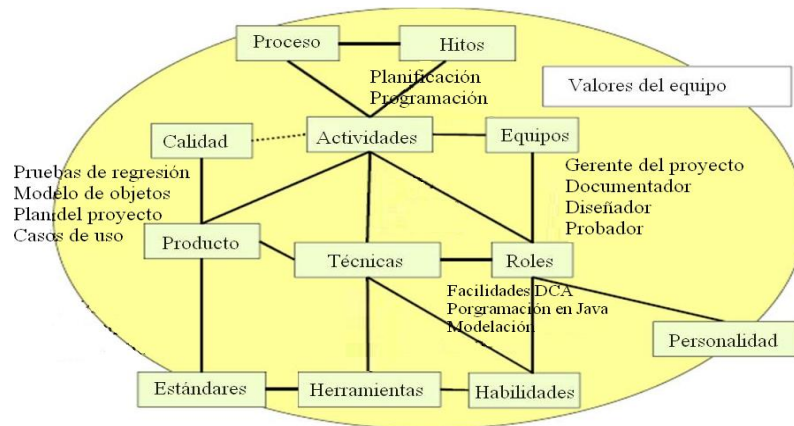 Proceso
Hitos
Planificación
Programación
Valores del equipo
Calidad
Actividades
Equipos
Pruebas de regresión
Modelo de objetos
Plan del proyecto
Casos de uso
Gerente del proyecto
Documentador
Diseñador
Probador
Producto
Técnicas
Roles
Facilidades DCA
Porgramación en Java
Modelación
Personalidad
Estándares
Herramientas
Habilidades